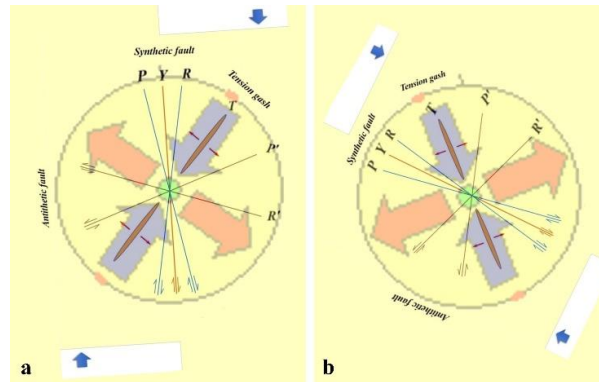 Synthetic fault
P Y R
Tension gash
T
P'
R'
Antithetic fault
a
Tension gash
Synthetic fault
P Y R
T
P'
R'
Antithetic fault
b